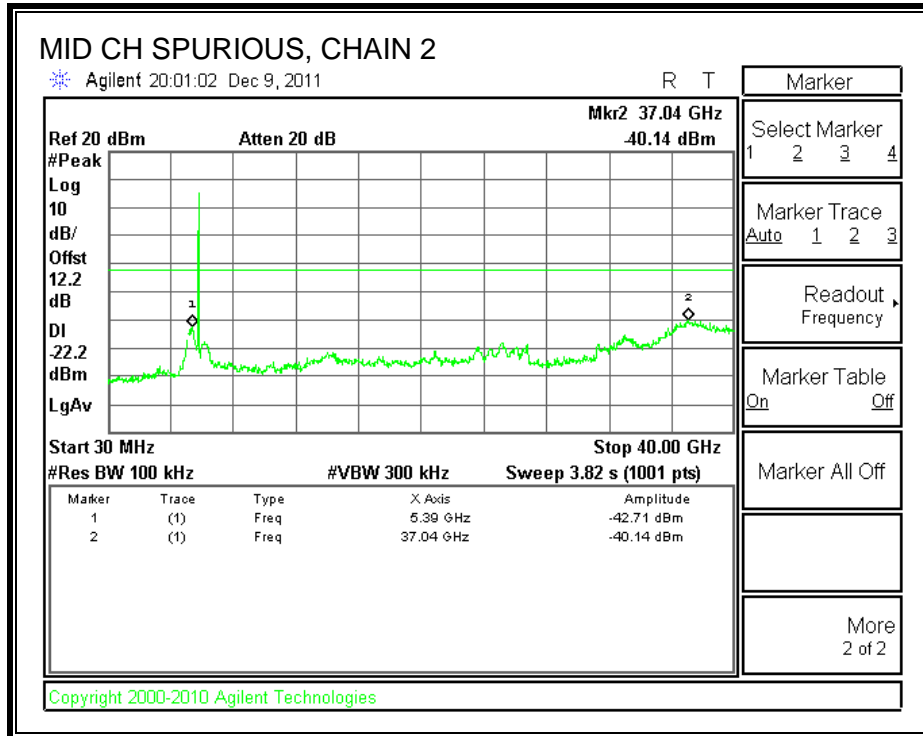 MID CH SPURIOUS, CHAIN 2
Agilent 20:01:02 Dec 9, 2011 R T
Mkr2 37.04 GHz
Ref 20 dBm Atten 20 dB -40.14 dBm
#Peak
Log
10
dB/
Offst
12.2
dB
DI
-22.2
dBm
LgAv
1
2
Start 30 MHz Stop 40.00 GHz
#Res BW 100 kHz #VBW 300 kHz Sweep 3.82 s (1001 pts)
Marker Trace Type X Axis Amplitude
1 (1) Freq 5.39 GHz -42.71 dBm
2 (1) Freq 37.04 GHz -40.14 dBm
Marker
Select Marker
1 2 3 4
Marker Trace
Auto 1 2 3
Readout
Frequency
Marker Table
On Off
Marker All Off
More
2 of 2
Copyright 2000-2010 Agilent Technologies